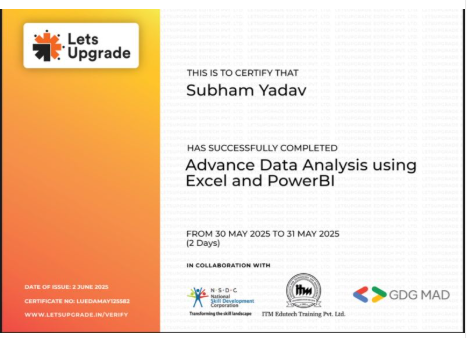 Lets
Upgrade
THIS IS TO CERTIFY THAT
Subham Yadav
HAS SUCCESSFULLY COMPLETED
Advance Data Analysis using
Excel and PowerBI
FROM 30 MAY 2025 TO 31 MAY 2025
(2 Days)
IN COLLABORATION WITH
N·S·D·C
National
Skill Development
Corporation
Transforming the skill landscape
itm
ITM Edutech Training Pvt. Ltd.
GDG MAD
DATE OF ISSUE: 2 JUNE 2025
CERTIFICATE NO: LUEDAMAY125582
WWW.LETSUPGRADE.IN/VERIFY